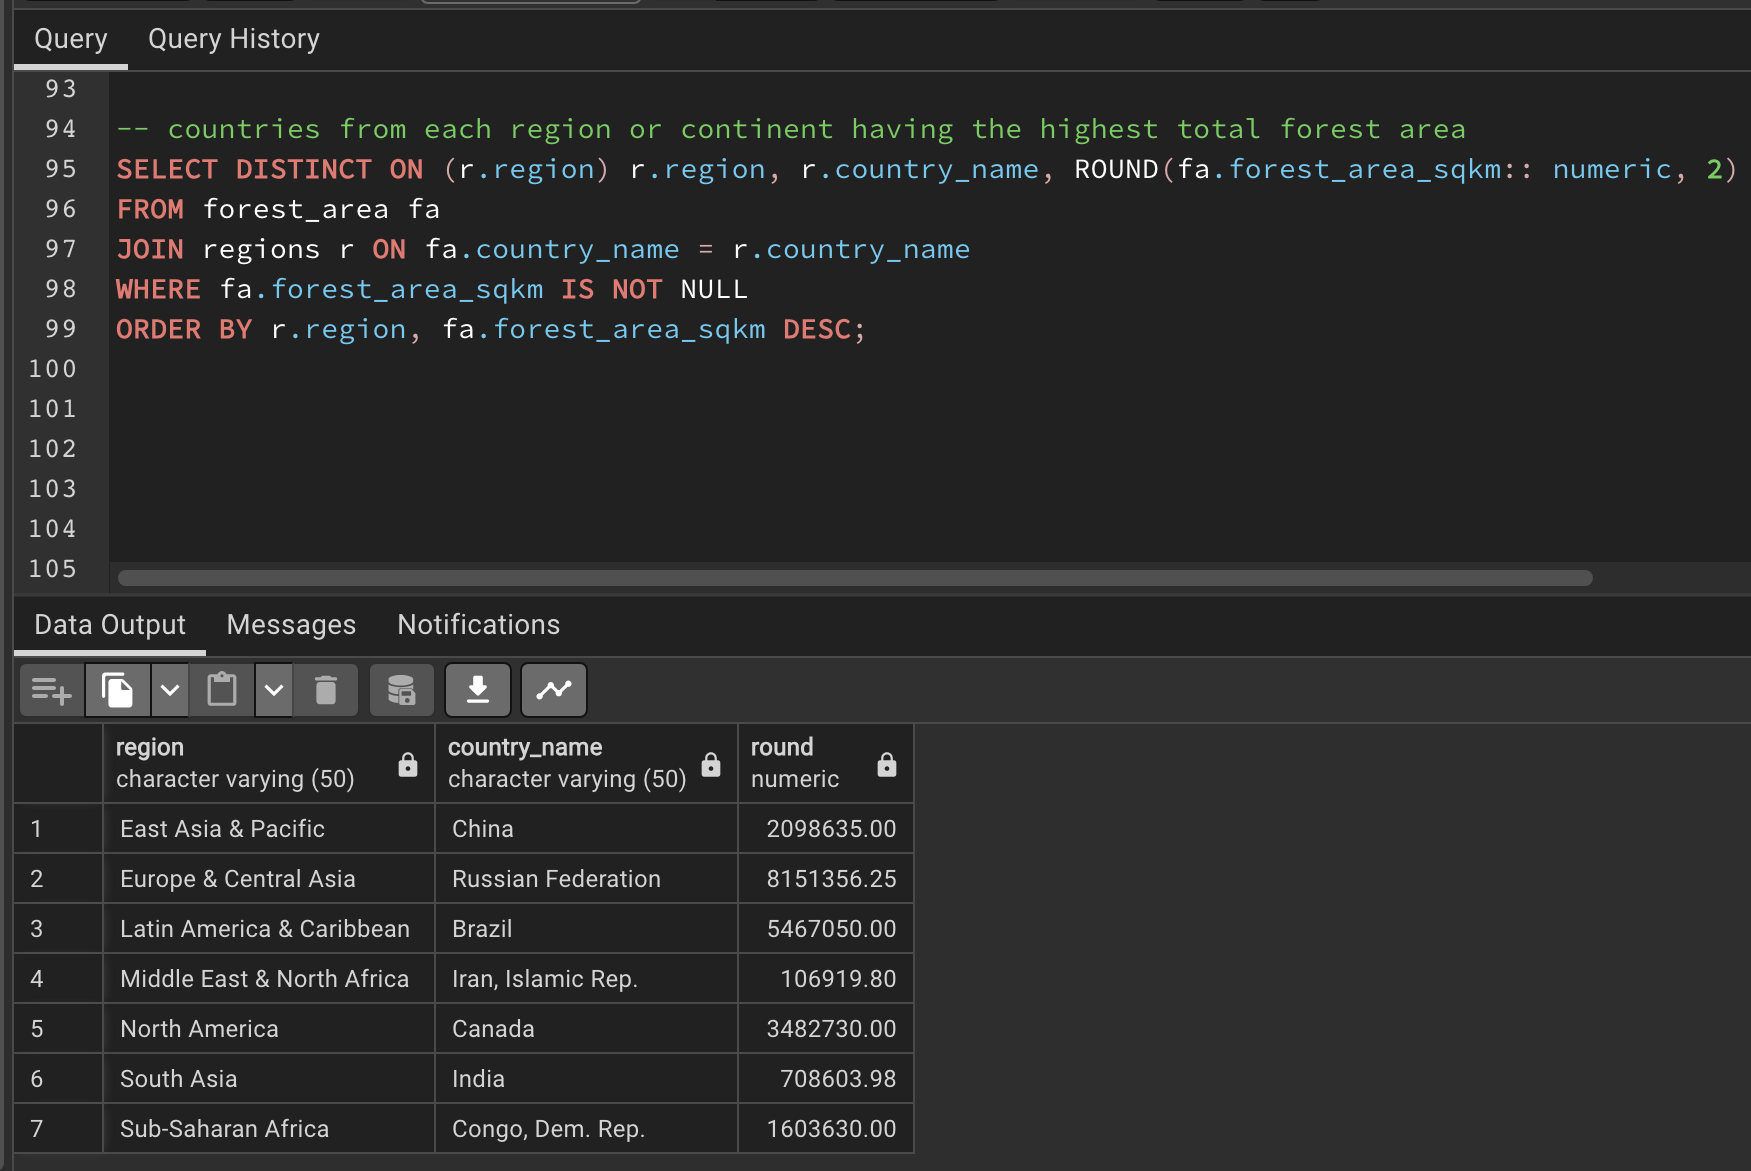 Query Query History
93
94 -- countries from each region or continent having the highest total forest area
95 SELECT DISTINCT ON (r.region) r.region, r.country_name, ROUND(fa.forest_area_sqkm:: numeric, 2)
96 FROM forest_area fa
97 JOIN regions r ON fa.country_name = r.country_name
98 WHERE fa.forest_area_sqkm IS NOT NULL
99 ORDER BY r.region, fa.forest_area_sqkm DESC;
100
101
102
103
104
105
Data Output Messages Notifications
region country_name round
character varying (50) character varying (50) numeric
1 East Asia & Pacific China 2098635.00
2 Europe & Central Asia Russian Federation 8151356.25
3 Latin America & Caribbean Brazil 5467050.00
4 Middle East & North Africa Iran, Islamic Rep. 106919.80
5 North America Canada 3482730.00
6 South Asia India 708603.98
7 Sub-Saharan Africa Congo, Dem. Rep. 1603630.00